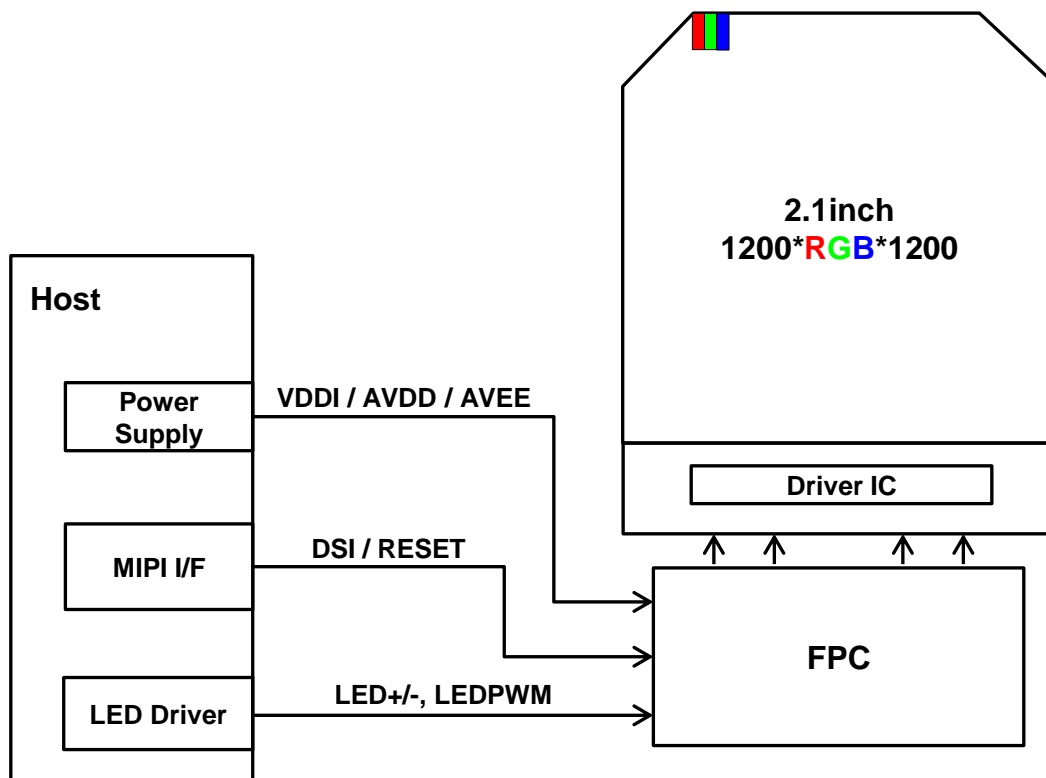 2.1inch
1200*RGB*1200
Host
Power
Supply
VDDI / AVDD / AVEE
Driver IC
MIPI I/F
DSI / RESET
FPC
LED Driver
LED+/-, LEDPWM